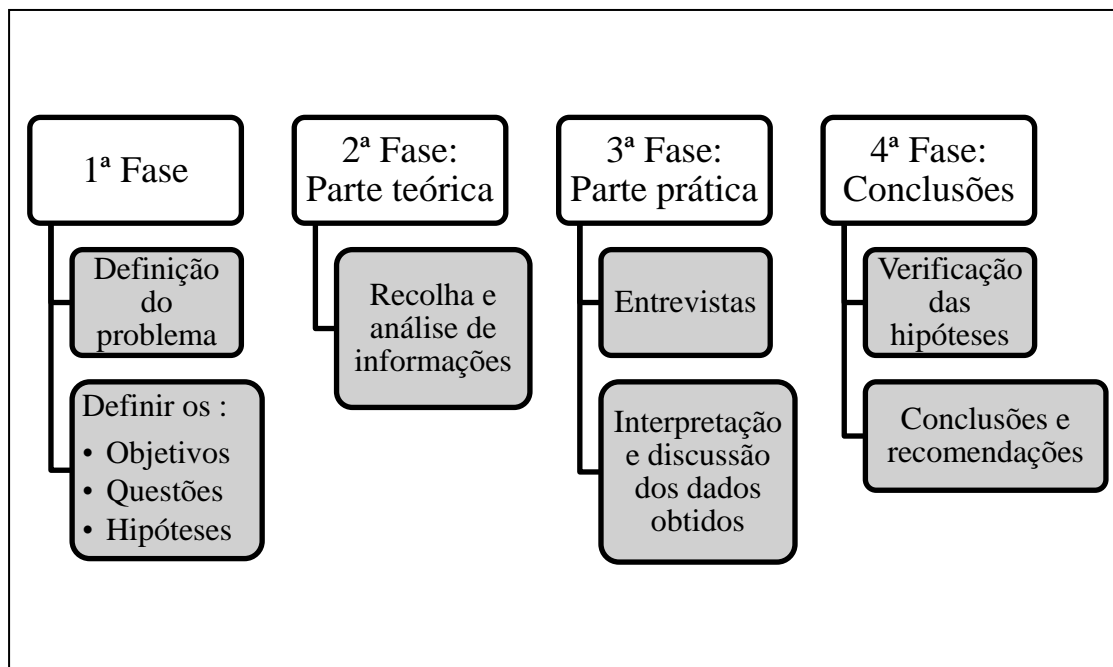 1ª Fase
Definição
do
problema
Definir os :
• Objetivos
• Questões
• Hipóteses
2ª Fase:
Parte teórica
Recolha e
análise de
informações
3ª Fase:
Parte prática
Entrevistas
Interpretação
e discussão
dos dados
obtidos
4ª Fase:
Conclusões
Verificação
das
hipóteses
Conclusões e
recomendações